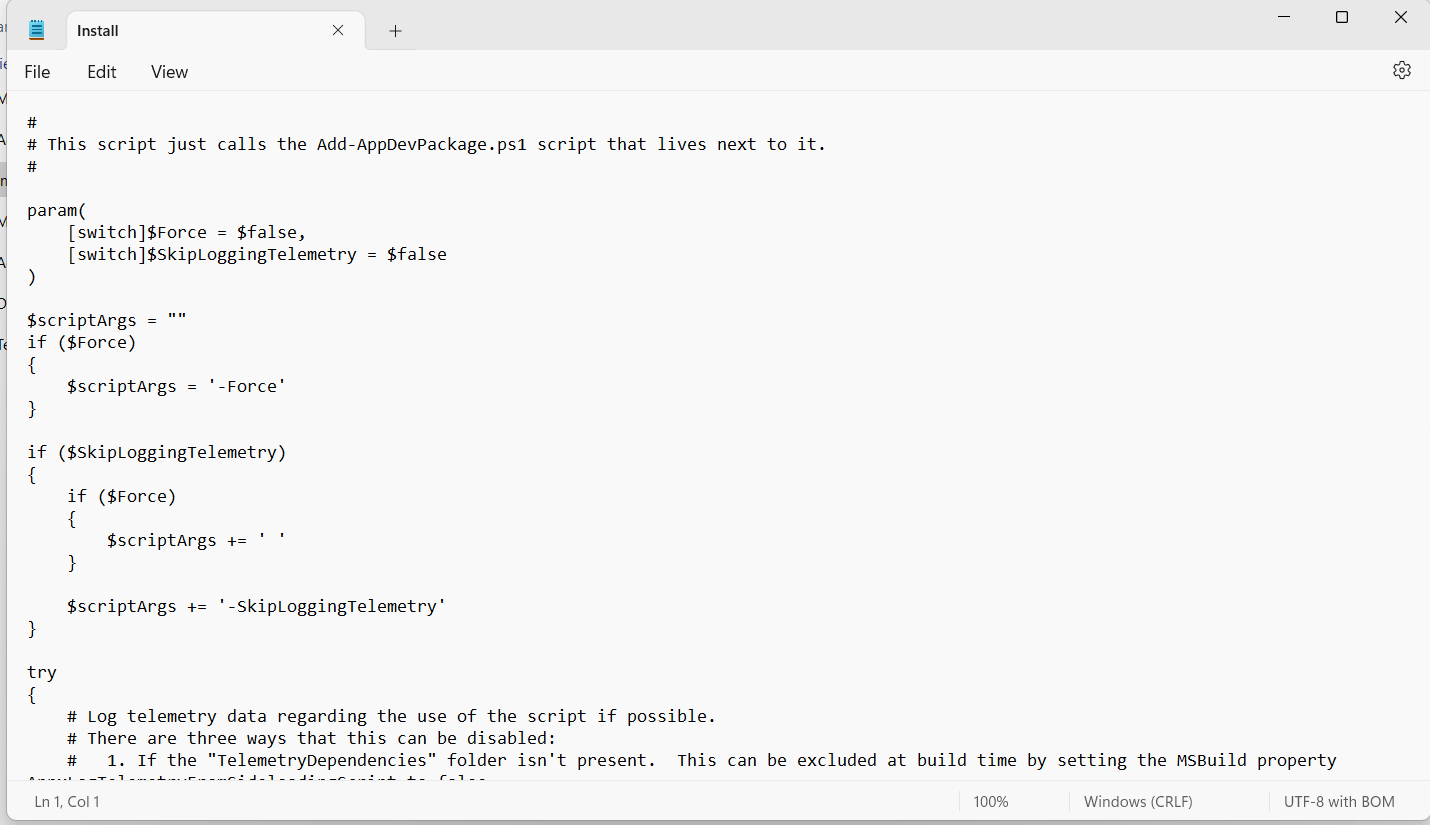 Install
File Edit View
#
# This script just calls the Add-AppDevPackage.ps1 script that lives next to it.
#
param(
    [switch]$Force = $false,
    [switch]$SkipLoggingTelemetry = $false
)
$scriptArgs = ""
if ($Force)
{
    $scriptArgs = '-Force'
}
if ($SkipLoggingTelemetry)
{
    if ($Force)
    {
        $scriptArgs += ' '
    }
    $scriptArgs += '-SkipLoggingTelemetry'
}
try
{
    # Log telemetry data regarding the use of the script if possible.
    # There are three ways that this can be disabled:
    #   1. If the "TelemetryDependencies" folder isn't present.  This can be excluded at build time by setting the MSBuild property
Ln 1, Col 1 100% Windows (CRLF) UTF-8 with BOM